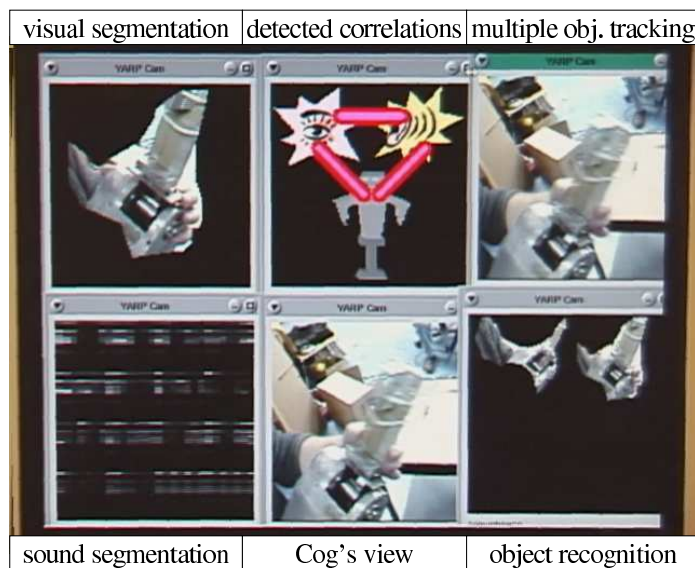 visual segmentation detected correlations multiple obj. tracking
YARP Cam YARP Cam YARP Cam
YARP Cam YARP Cam YARP Cam
sound segmentation Cog's view object recognition